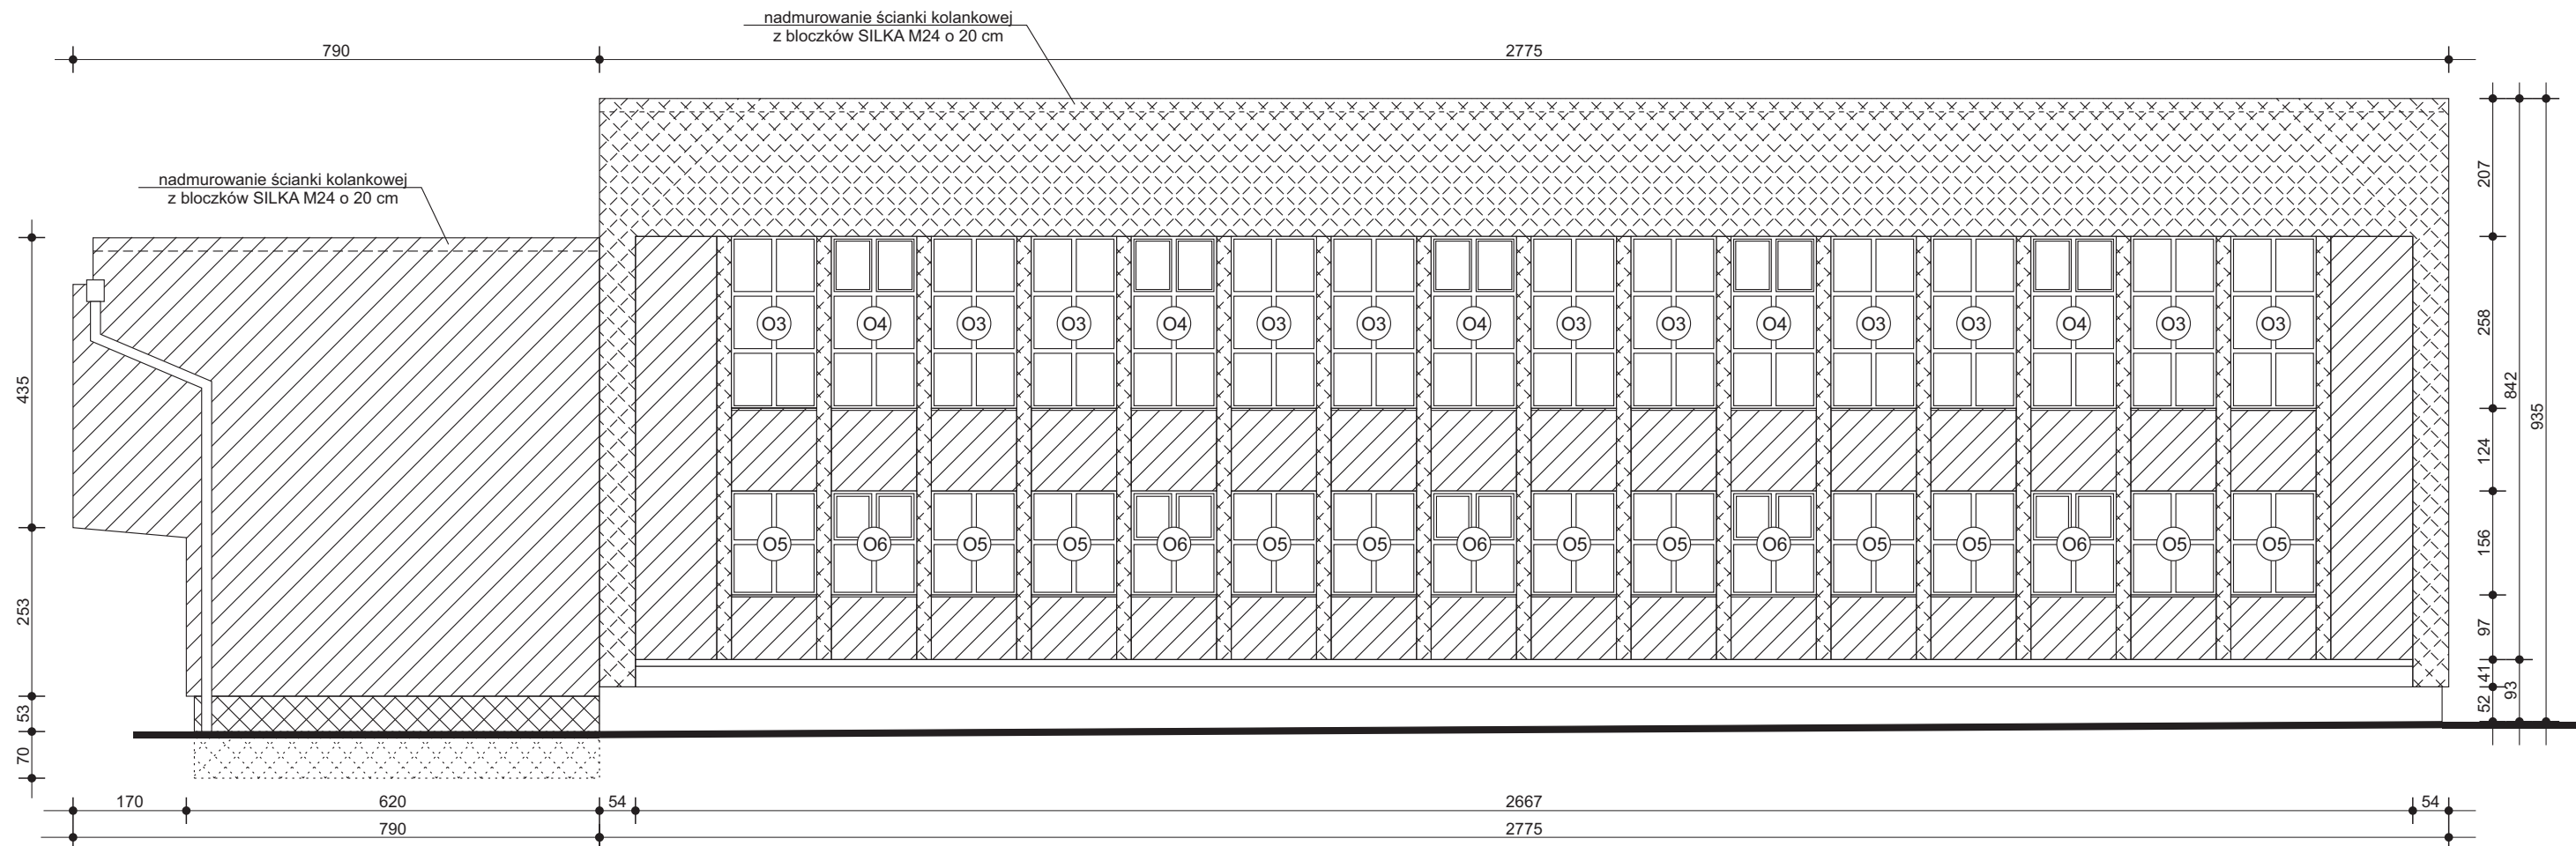 nadmurowanie ścianki kolankowej
z bloczków SILKA M24 o 20 cm
790
2775
nadmurowanie ścianki kolankowej
z bloczków SILKA M24 o 20 cm
435
253
53
70
O3 O4 O3 O3 O4 O3 O3 O4 O3 O3 O4 O3 O3 O4 O3 O3
O5 O6 O5 O5 O6 O5 O5 O6 O5 O5 O6 O5 O5 O6 O5 O5
207
258
124
156
97
41
52
842
93
935
170 620 54 2667 54
790 2775